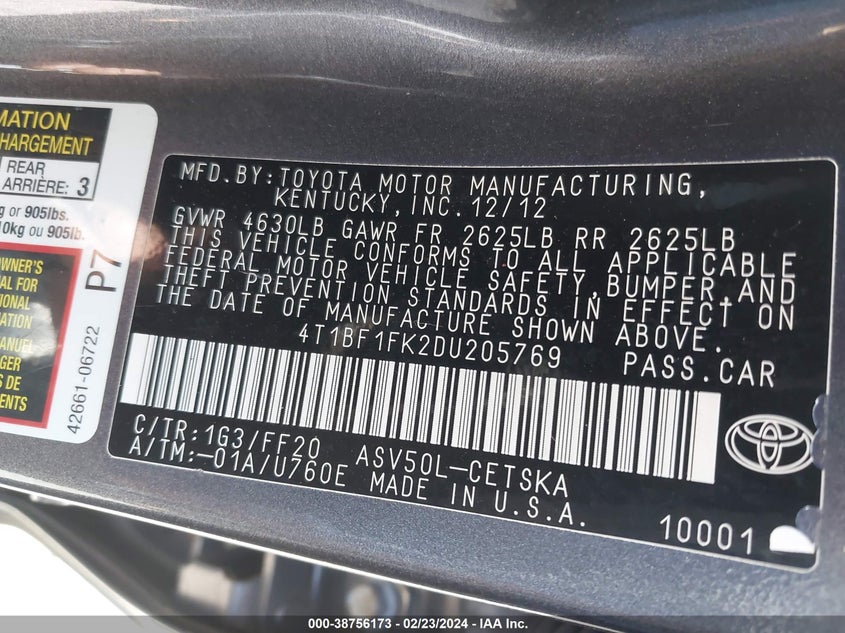 MATION
HARGEMENT
REAR
ARRIÈRE: 3
g or 905lbs.
10kg ou 905lb
OWNER'S
AL FOR
IONAL
MATION
MANUEL
GER
S DE
EMENTS
P7
42661-06722
MFD.BY:TOYOTA MOTOR MANUFACTURING,
KENTUCKY,INC.12/12
GVWR 4630LB GAWR FR 2625LB RR 2625LB
THIS VEHICLE CONFORMS TO ALL APPLICABLE
FEDERAL MOTOR VEHICLE SAFETY,BUMPER,AND
THEFT PREVENTION STANDARDS IN EFFECT ON
THE DATE OF MANUFACTURE SHOWN ABOVE.
4T1BF1FK2DU205769 PASS.CAR
C/TR:1G3/FF20 ASV50L-CETSKA
A/TM:-01A/U760E MADE IN U.S.A.
10001
000-38756173 - 02/23/2024 - IAA Inc.